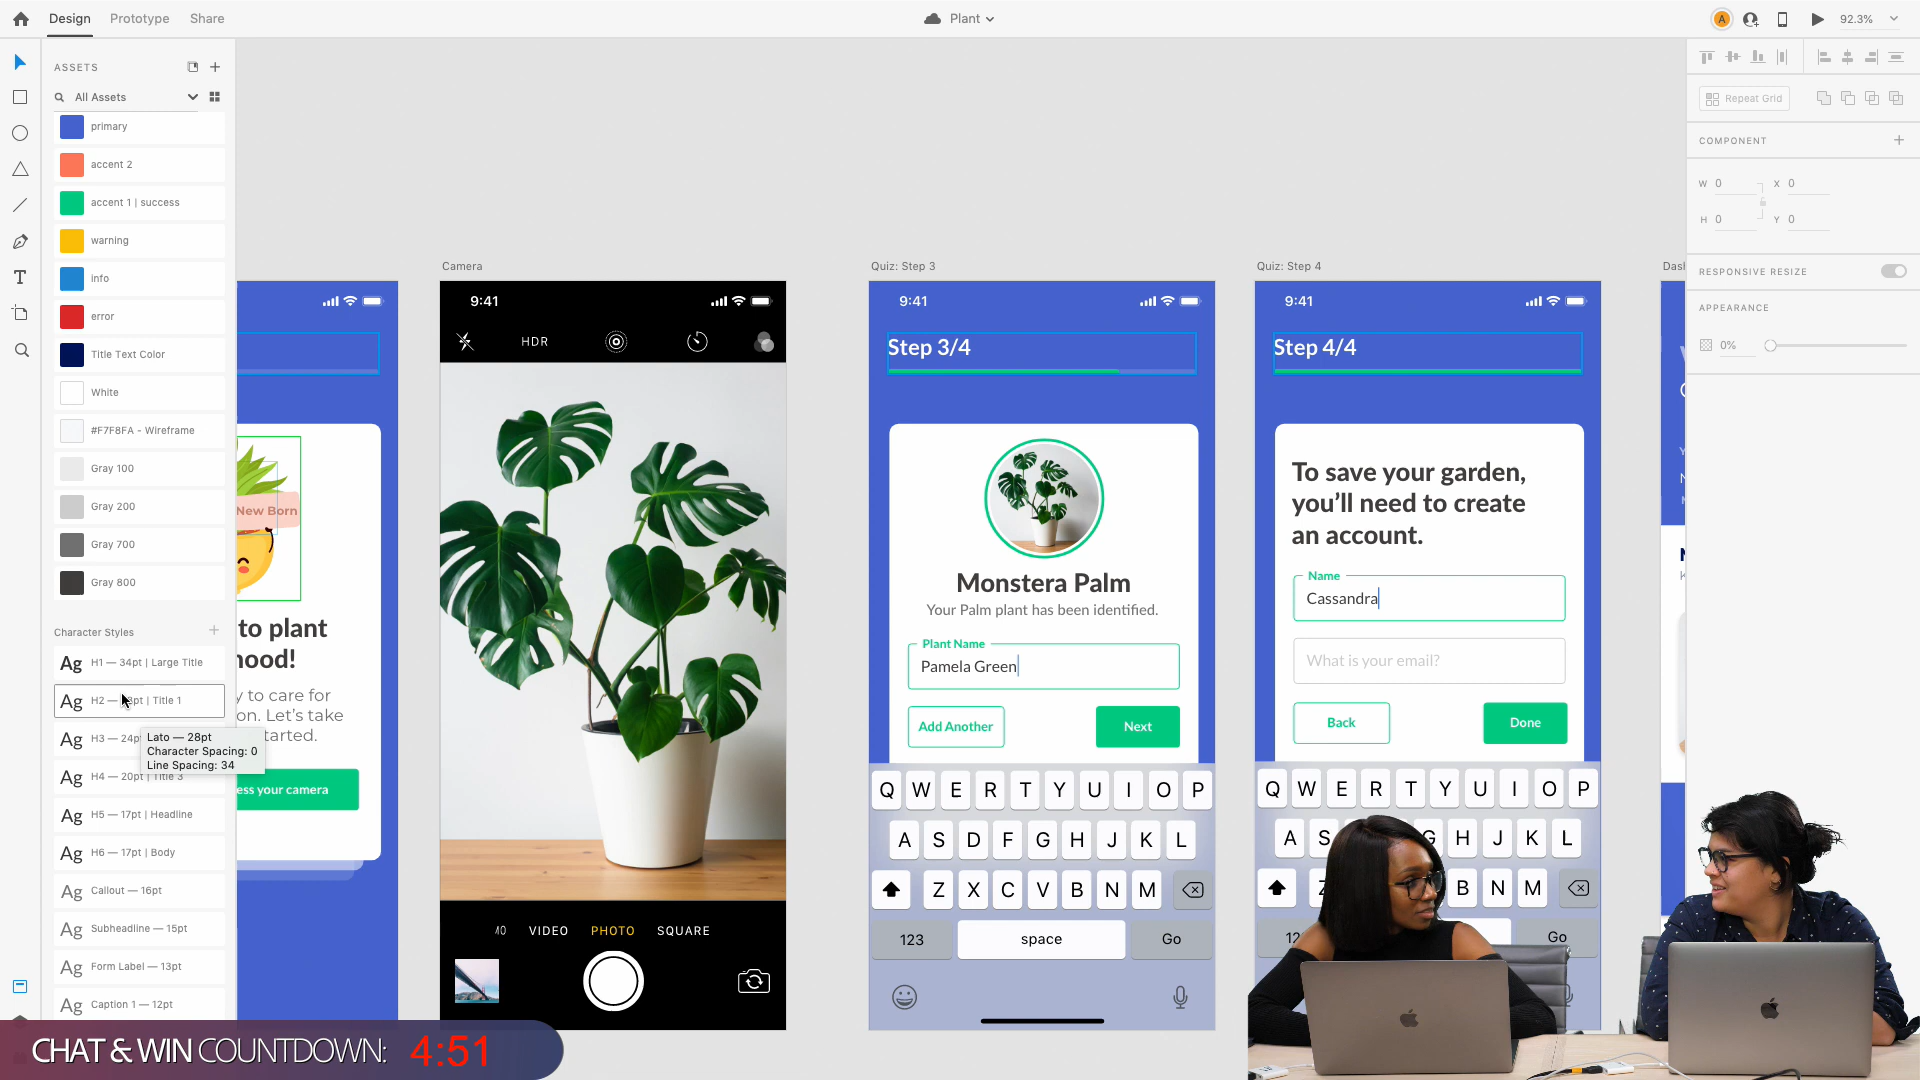 Design
Prototype
Share
Plant
A
92.3%
ASSETS
All Assets
primary
accent 2
accent 1 | success
warning
info
error
Title Text Color
White
#F7F8FA - Wireframe
Gray 100
Gray 200
Gray 700
Gray 800
Character Styles
Ag H1 — 34pt | Large Title
Ag H2 — 28pt | Title 1
Ag H3 — 24pt
Ag H4 — 20pt | Title 3
Ag H5 — 17pt | Headline
Ag H6 — 17pt | Body
Ag Callout — 16pt
Ag Subheadline — 15pt
Ag Form Label — 13pt
Ag Caption 1 — 12pt
Lato — 28pt
Character Spacing: 0
Line Spacing: 34
New Born
to plant
hood!
y to care for
on. Let's take
tarted.
ess your camera
Camera
9:41
HDR
VIDEO
PHOTO
SQUARE
Quiz: Step 3
9:41
Step 3/4
Monstera Palm
Your Palm plant has been identified.
Plant Name
Pamela Green
Add Another
Next
Q W E R T Y U I O P
A S D F G H J K L
Z X C V B N M
123
space
Go
Quiz: Step 4
9:41
Step 4/4
To save your garden,
you'll need to create
an account.
Name
Cassandra
What is your email?
Back
Done
Q W E R T Y U I O P
A S G H J K L
Z B N M
12
Go
Das
Repeat Grid
COMPONENT
W 0
X 0
H 0
Y 0
RESPONSIVE RESIZE
APPEARANCE
0%
CHAT & WIN COUNTDOWN: 4:51